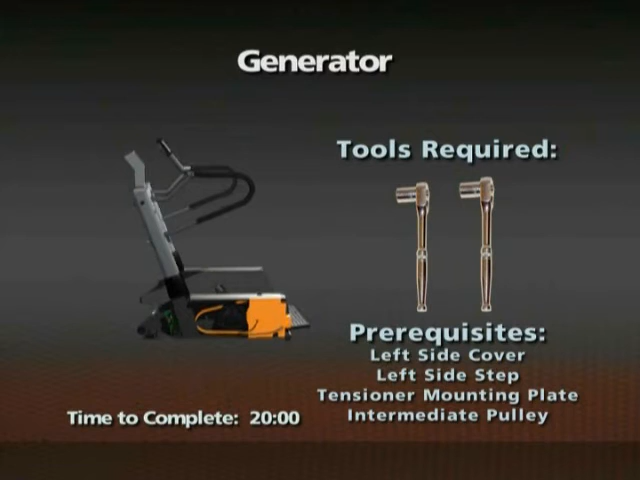 Generator
Tools Required:
Prerequisites:
Left Side Cover
Left Side Step
Tensioner Mounting Plate
Intermediate Pulley
Time to Complete: 20:00